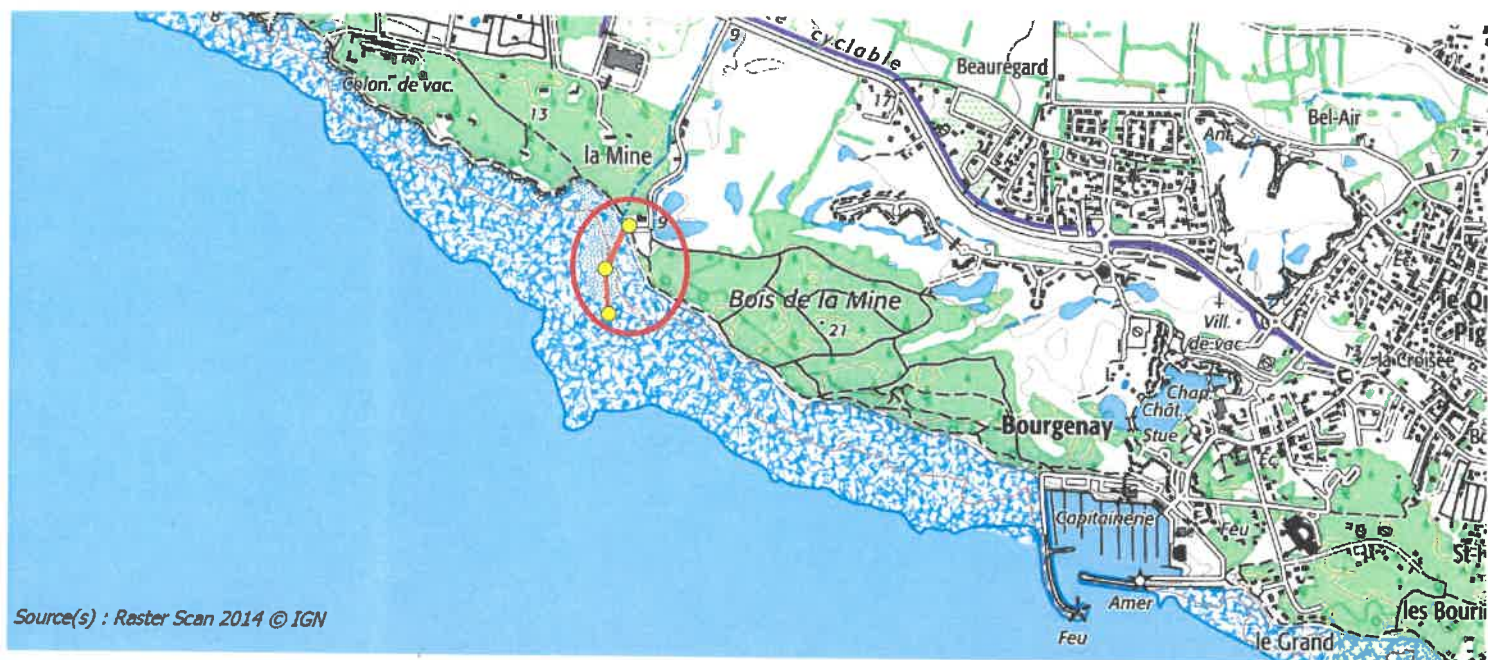 9
cyclable
Beauregard
Colon. de vac.
17
Bel-Air
13
Anc.
7
la Mine
9
Bois de la Mine
21
Vill.
de vac.
la Croisée
Chap.
Chât.
Bourgenay
Stue
Capitainerie
Feu
Amer
les Bouri
Feu
le Grand
Source(s) : Raster Scan 2014 © IGN